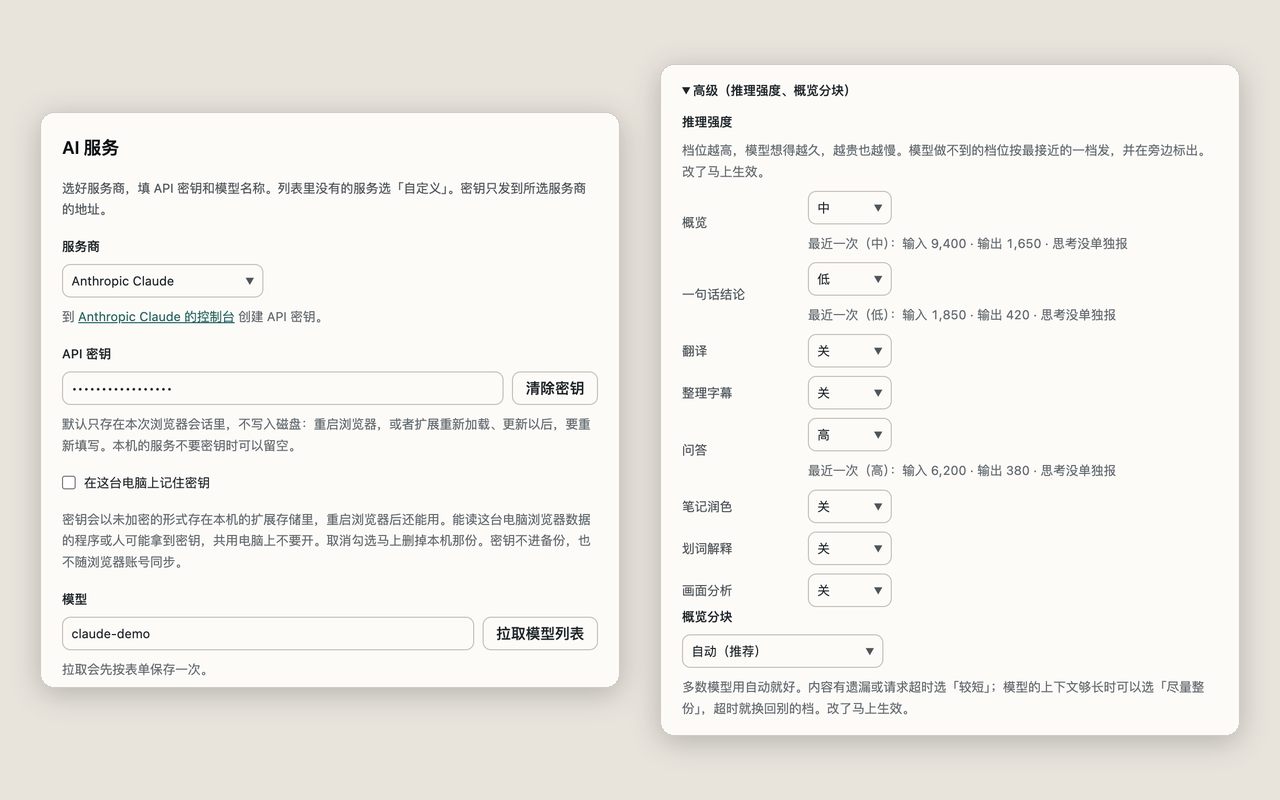 AI 服务
选好服务商，填 API 密钥和模型名称。列表里没有的服务选「自定义」。密钥只发到所选服务商
的地址。
服务商
Anthropic Claude
到 Anthropic Claude 的控制台 创建 API 密钥。
API 密钥
•••••••••••••••••
清除密钥
默认只存在本次浏览器会话里，不写入磁盘：重启浏览器，或者扩展重新加载、更新以后，要重
新填写。本机的服务不要密钥时可以留空。
在这台电脑上记住密钥
密钥会以未加密的形式存在本机的扩展存储里，重启浏览器后还能用。能读这台电脑浏览器数据
的程序或人可能拿到密钥，共用电脑上不要开。取消勾选马上删掉本机那份。密钥不进备份，也
不随浏览器账号同步。
模型
claude-demo
拉取模型列表
拉取会先按表单保存一次。
▼高级（推理强度、概览分块）
推理强度
档位越高，模型想得越久，越贵也越慢。模型做不到的档位按最接近的一档发，并在旁边标出。
改了马上生效。
概览
中
最近一次（中）：输入 9,400 · 输出 1,650 · 思考没单独报
一句话结论
低
最近一次（低）：输入 1,850 · 输出 420 · 思考没单独报
翻译
关
整理字幕
关
问答
高
最近一次（高）：输入 6,200 · 输出 380 · 思考没单独报
笔记润色
关
划词解释
关
画面分析
关
概览分块
自动（推荐）
多数模型用自动就好。内容有遗漏或请求超时选「较短」；模型的上下文够长时可以选「尽量整
份」，超时就换回别的档。改了马上生效。